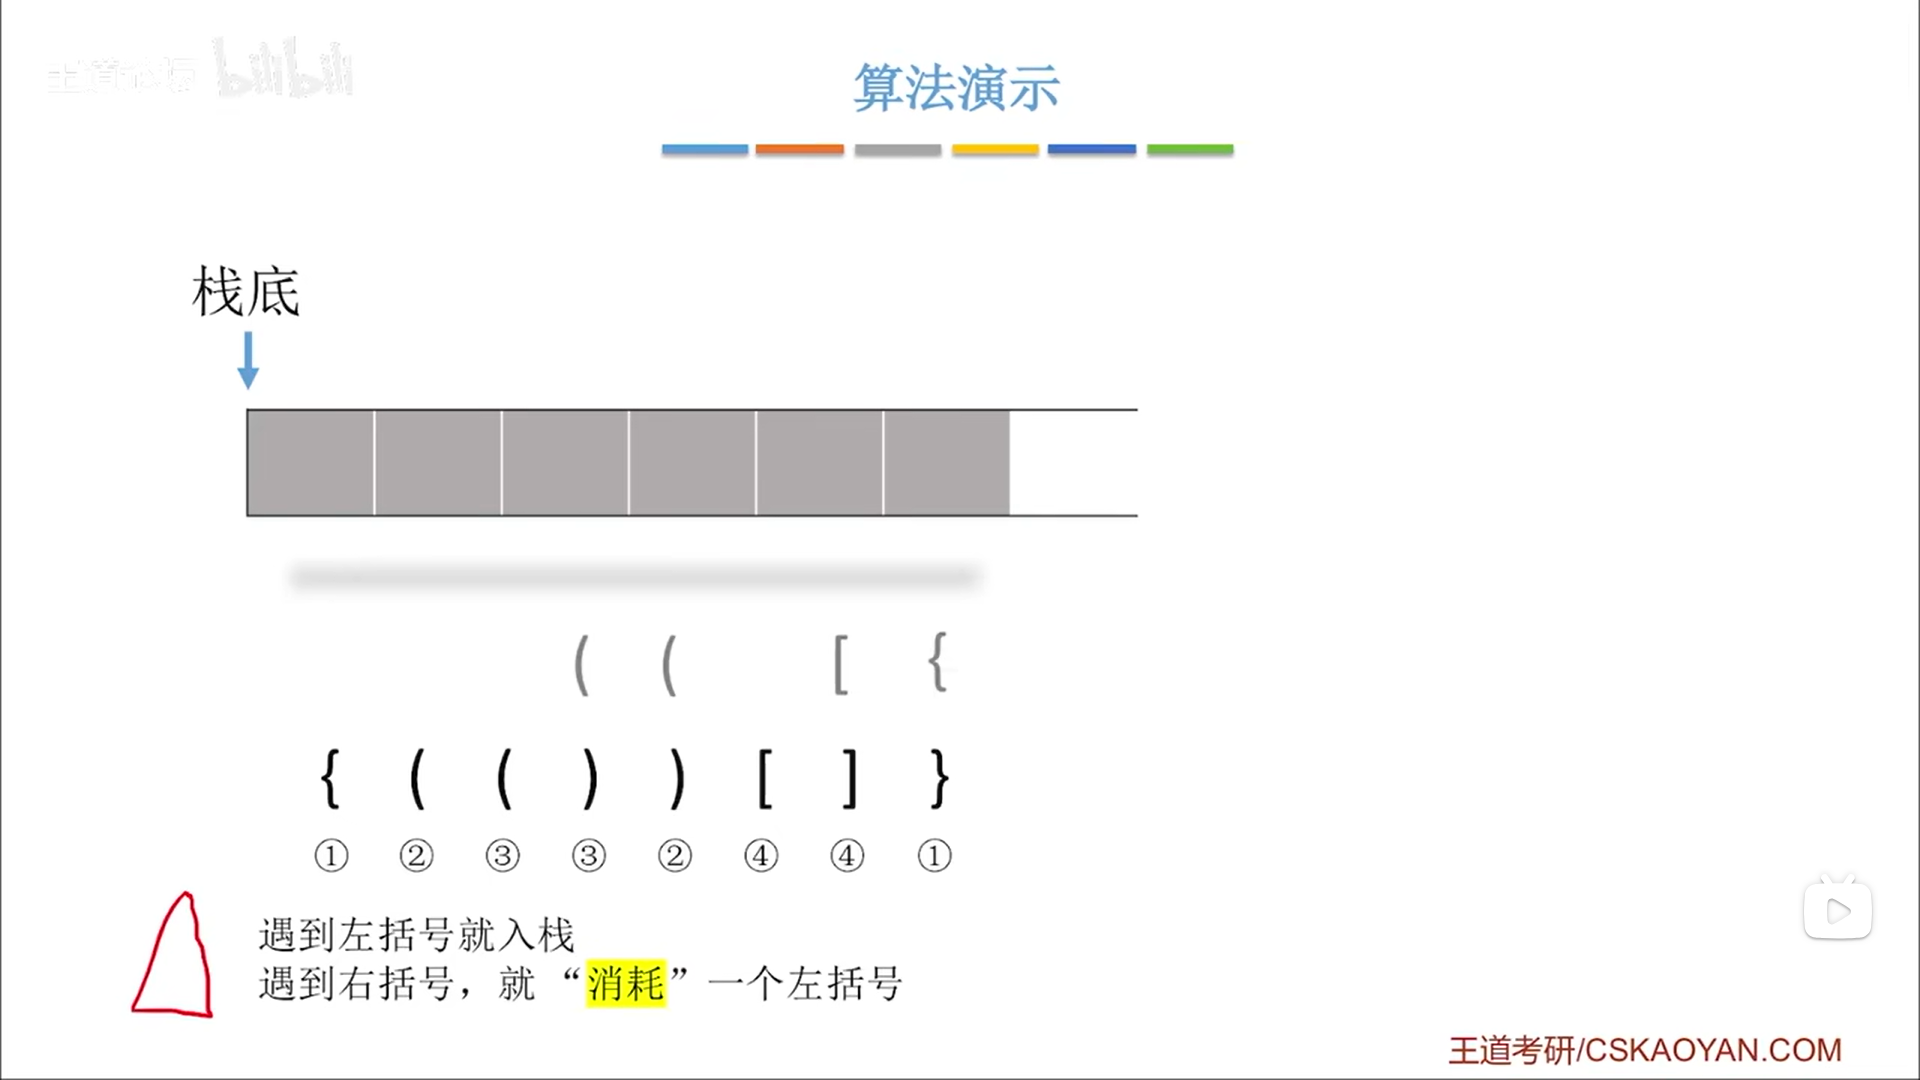 王道论坛 bilibili
算法演示
栈底
( ( [ {
{ ( ( ) ) [ ] }
① ② ③ ③ ② ④ ④ ①
遇到左括号就入栈
遇到右括号，就“消耗”一个左括号
王道考研/CSKAOYAN.COM